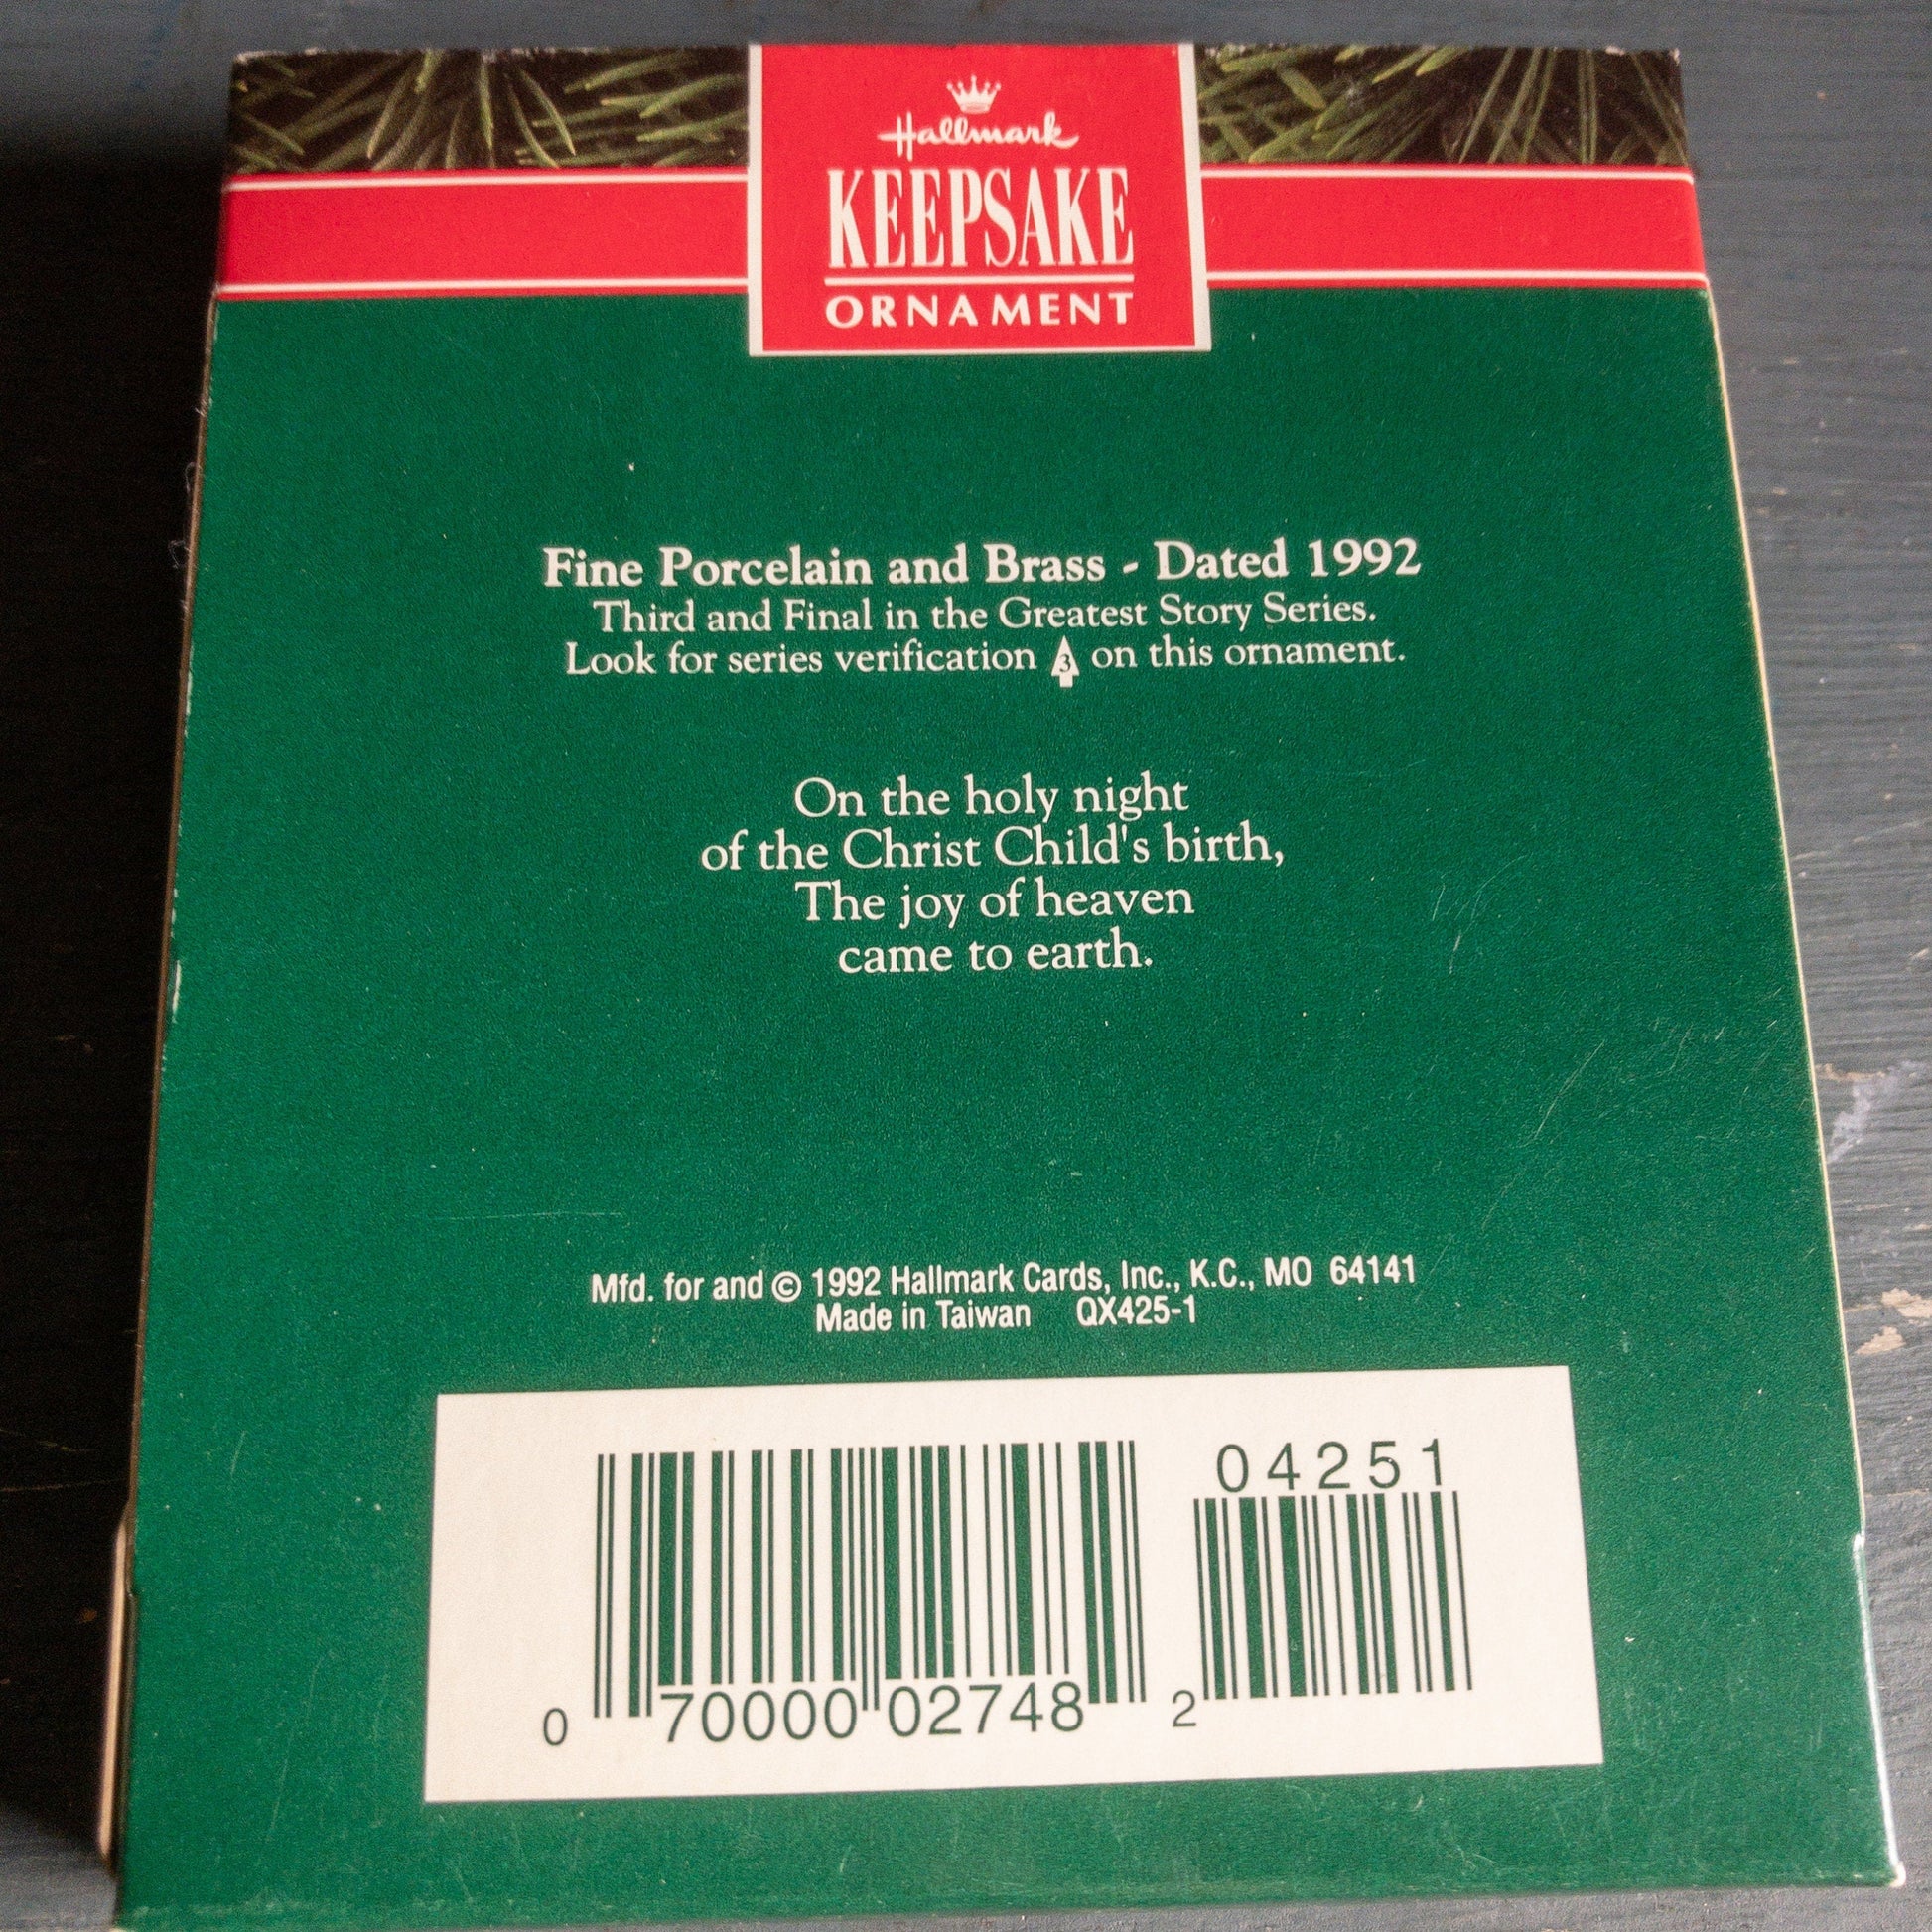 Hallmark
KEEPSAKE
ORNAMENT
Fine Porcelain and Brass - Dated 1992
Third and Final in the Greatest Story Series.
Look for series verification 3 on this ornament.
On the holy night
of the Christ Child's birth,
The joy of heaven
came to earth.
Mfd. for and © 1992 Hallmark Cards, Inc., K.C., MO 64141
Made in Taiwan QX425-1
04251
0 70000 02748 2